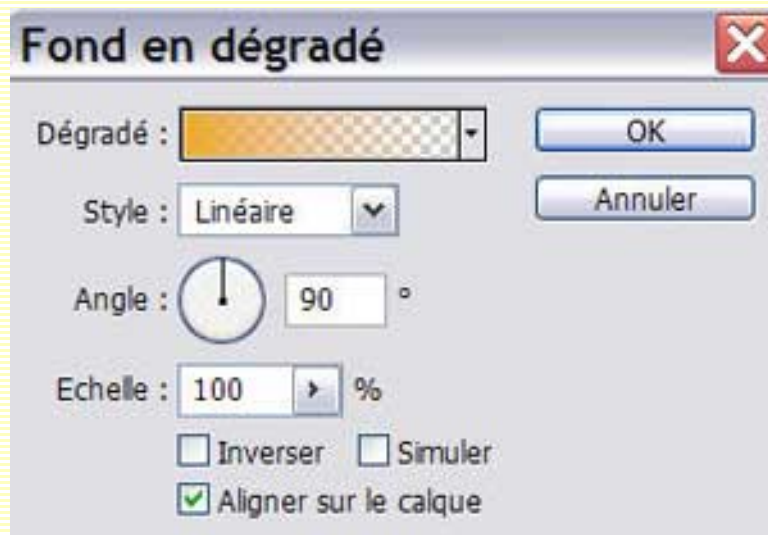 Fond en dégradé
Dégradé : OK
Style : Linéaire Annuler
Angle : 90 °
Echelle : 100 %
Inverser Simuler
Aligner sur le calque